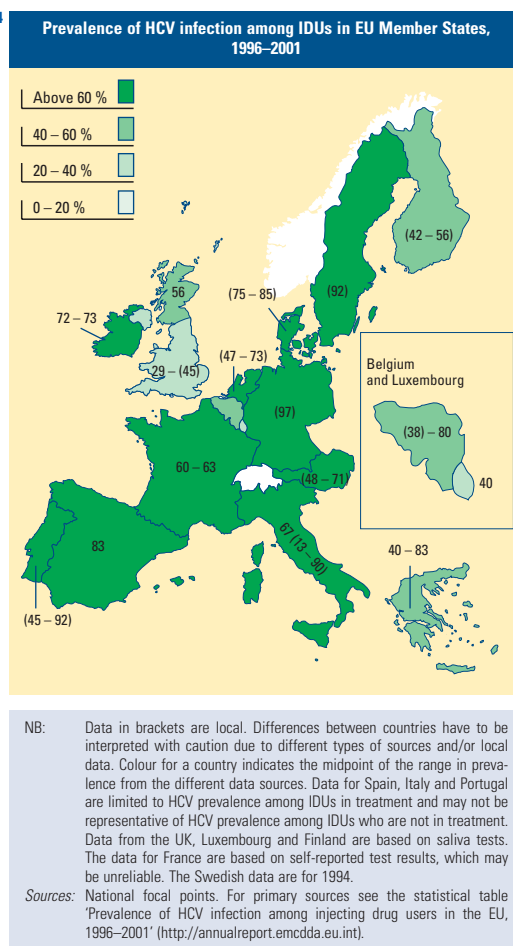 4
Prevalence of HCV infection among IDUs in EU Member States,
1996–2001
Above 60 %
40 – 60 %
20 – 40 %
0 – 20 %
(42 – 56)
(92)
(75 – 85)
56
72 – 73
29 – (45)
(47 – 73)
Belgium
and Luxembourg
(38) – 80
40
(97)
60 – 63
(48 – 71)
67 (13 – 90)
83
40 – 83
(45 – 92)
NB: Data in brackets are local. Differences between countries have to be
interpreted with caution due to different types of sources and/or local
data. Colour for a country indicates the midpoint of the range in preva-
lence from the different data sources. Data for Spain, Italy and Portugal
are limited to HCV prevalence among IDUs in treatment and may not be
representative of HCV prevalence among IDUs who are not in treatment.
Data from the UK, Luxembourg and Finland are based on saliva tests.
The data for France are based on self-reported test results, which may
be unreliable. The Swedish data are for 1994.
Sources: National focal points. For primary sources see the statistical table
‘Prevalence of HCV infection among injecting drug users in the EU,
1996–2001’ (http://annualreport.emcdda.eu.int).